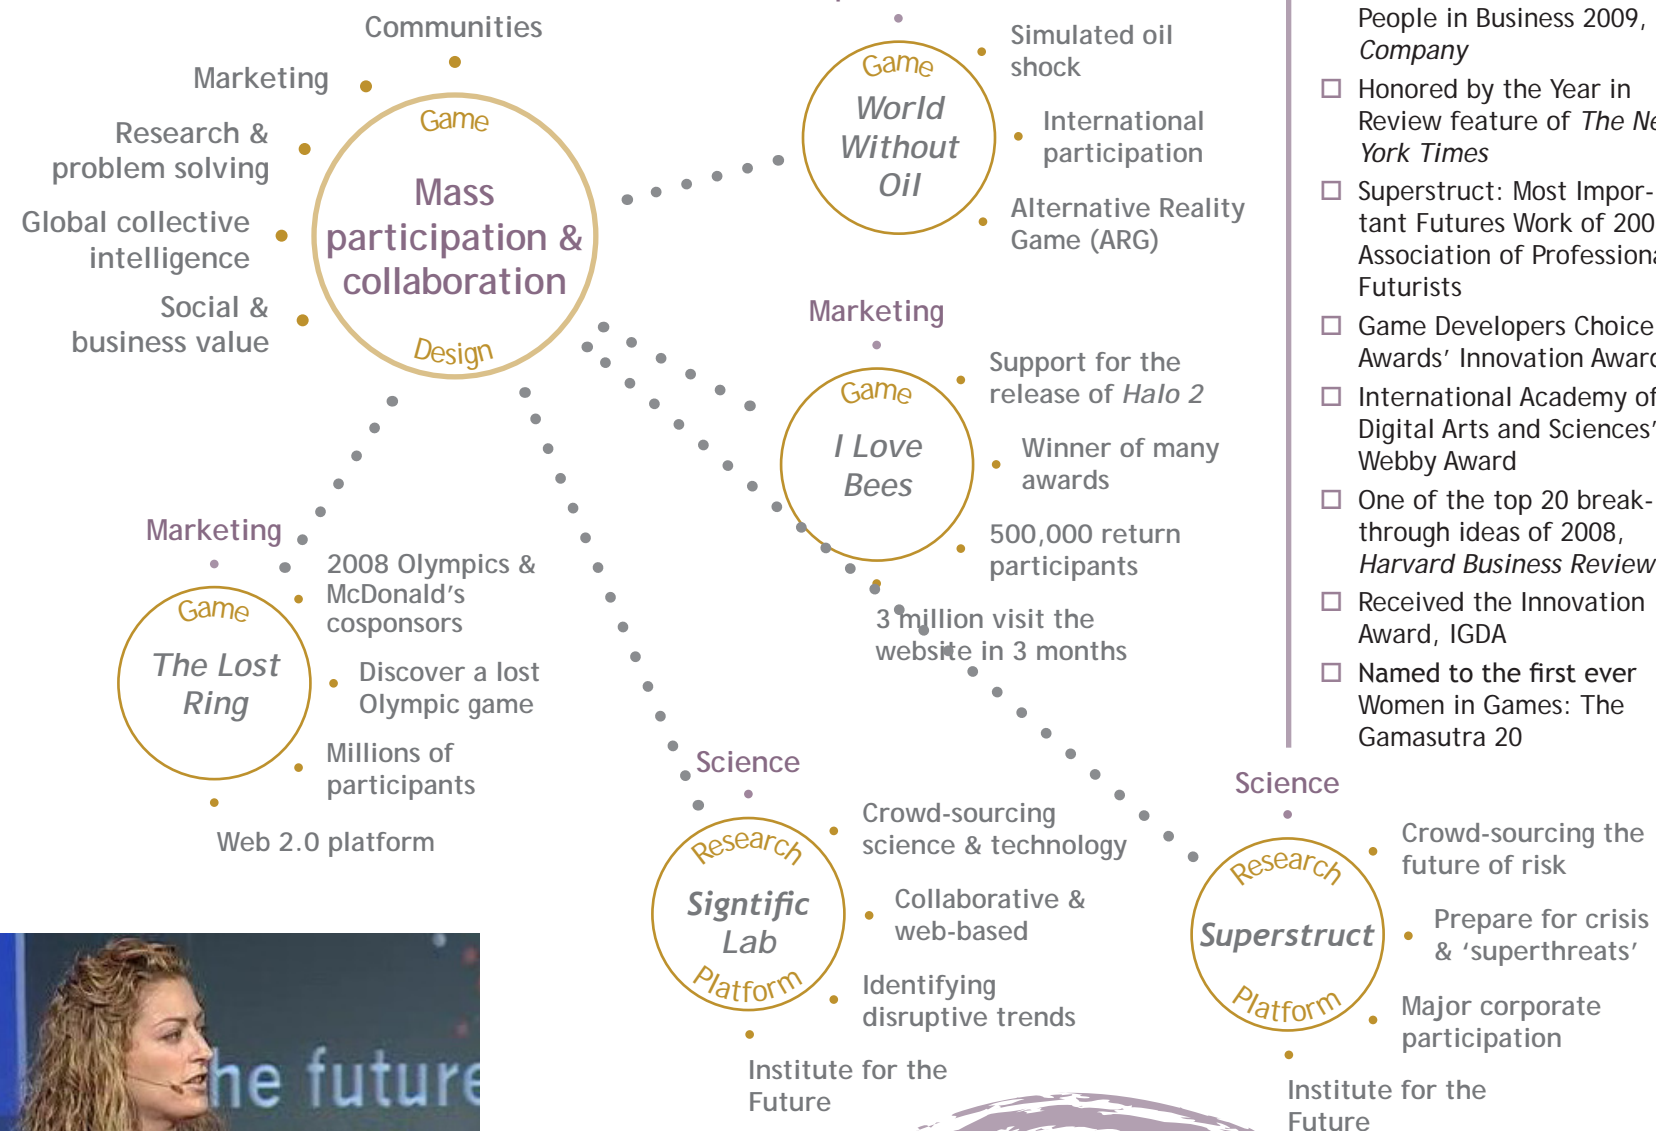 Communities
Marketing
Research &
problem solving
Global collective
intelligence
Social &
business value
Game
Mass
participation &
collaboration
Design
Game
World
Without
Oil
Simulated oil
shock
International
participation
Alternative Reality
Game (ARG)
Marketing
Game
I Love
Bees
Support for the
release of Halo 2
Winner of many
awards
500,000 return
participants
3 million visit the
website in 3 months
Marketing
Game
The Lost
Ring
2008 Olympics &
McDonald's
cosponsors
Discover a lost
Olympic game
Millions of
participants
Web 2.0 platform
Science
Research
Signtific
Lab
Platform
Crowd-sourcing
science & technology
Collaborative &
web-based
Identifying
disruptive trends
Institute for the
Future
Science
Research
Superstruct
Platform
Crowd-sourcing the
future of risk
Prepare for crisis
& 'superthreats'
Major corporate
participation
Institute for the
Future
People in Business 2009,
Company
Honored by the Year in
Review feature of The
York Times
Superstruct: Most Impor-
tant Futures Work of
Association of
Futurists
Game Developers Choice
Awards' Innovation
International Academy of
Digital Arts and Sciences'
Webby Award
One of the top 20 break-
through ideas of 2008,
Harvard Business Review
Received the Innovation
Award, IGDA
Named to the first ever
Women in Games: The
Gamasutra 20
he future